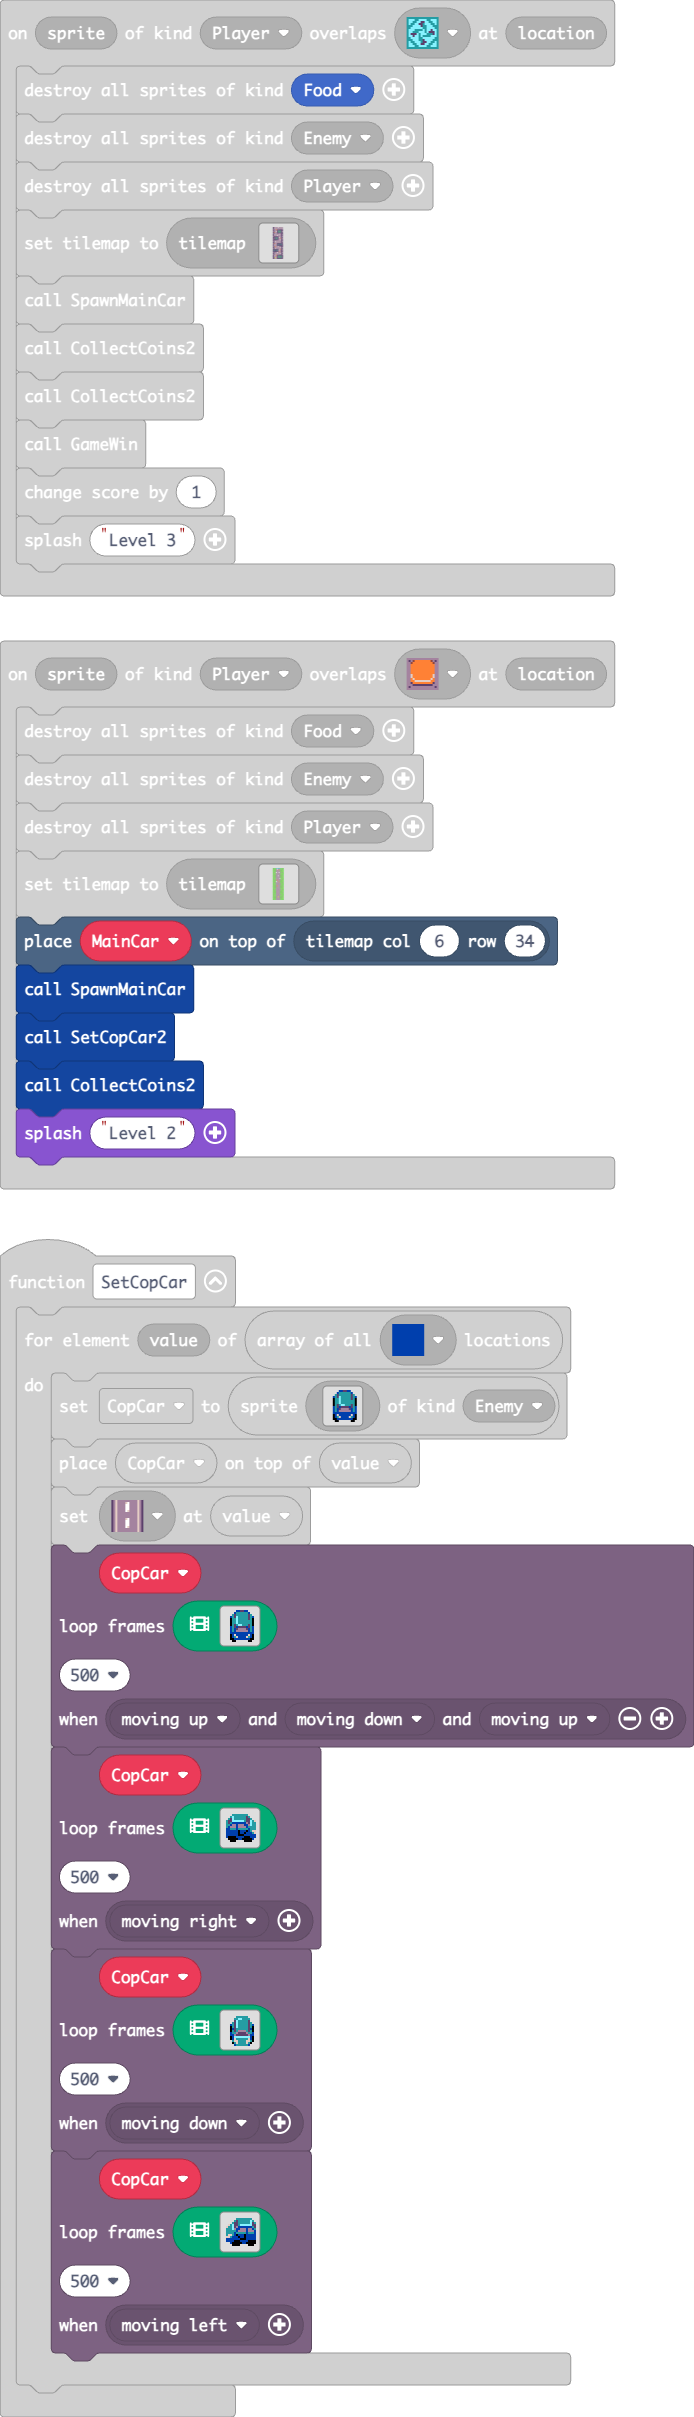 on sprite of kind Player overlaps at location
destroy all sprites of kind Food
destroy all sprites of kind Enemy
destroy all sprites of kind Player
set tilemap to tilemap
call SpawnMainCar
call CollectCoins2
call CollectCoins2
call GameWin
change score by 1
splash "Level 3"
on sprite of kind Player overlaps at location
destroy all sprites of kind Food
destroy all sprites of kind Enemy
destroy all sprites of kind Player
set tilemap to tilemap
place MainCar on top of tilemap col 6 row 34
call SpawnMainCar
call SetCopCar2
call CollectCoins2
splash "Level 2"
function SetCopCar
for element value of array of all locations
do
set CopCar to sprite of kind Enemy
place CopCar on top of value
set at value
CopCar
loop frames
500
when moving up and moving down and moving up
CopCar
loop frames
500
when moving right
CopCar
loop frames
500
when moving down
CopCar
loop frames
500
when moving left